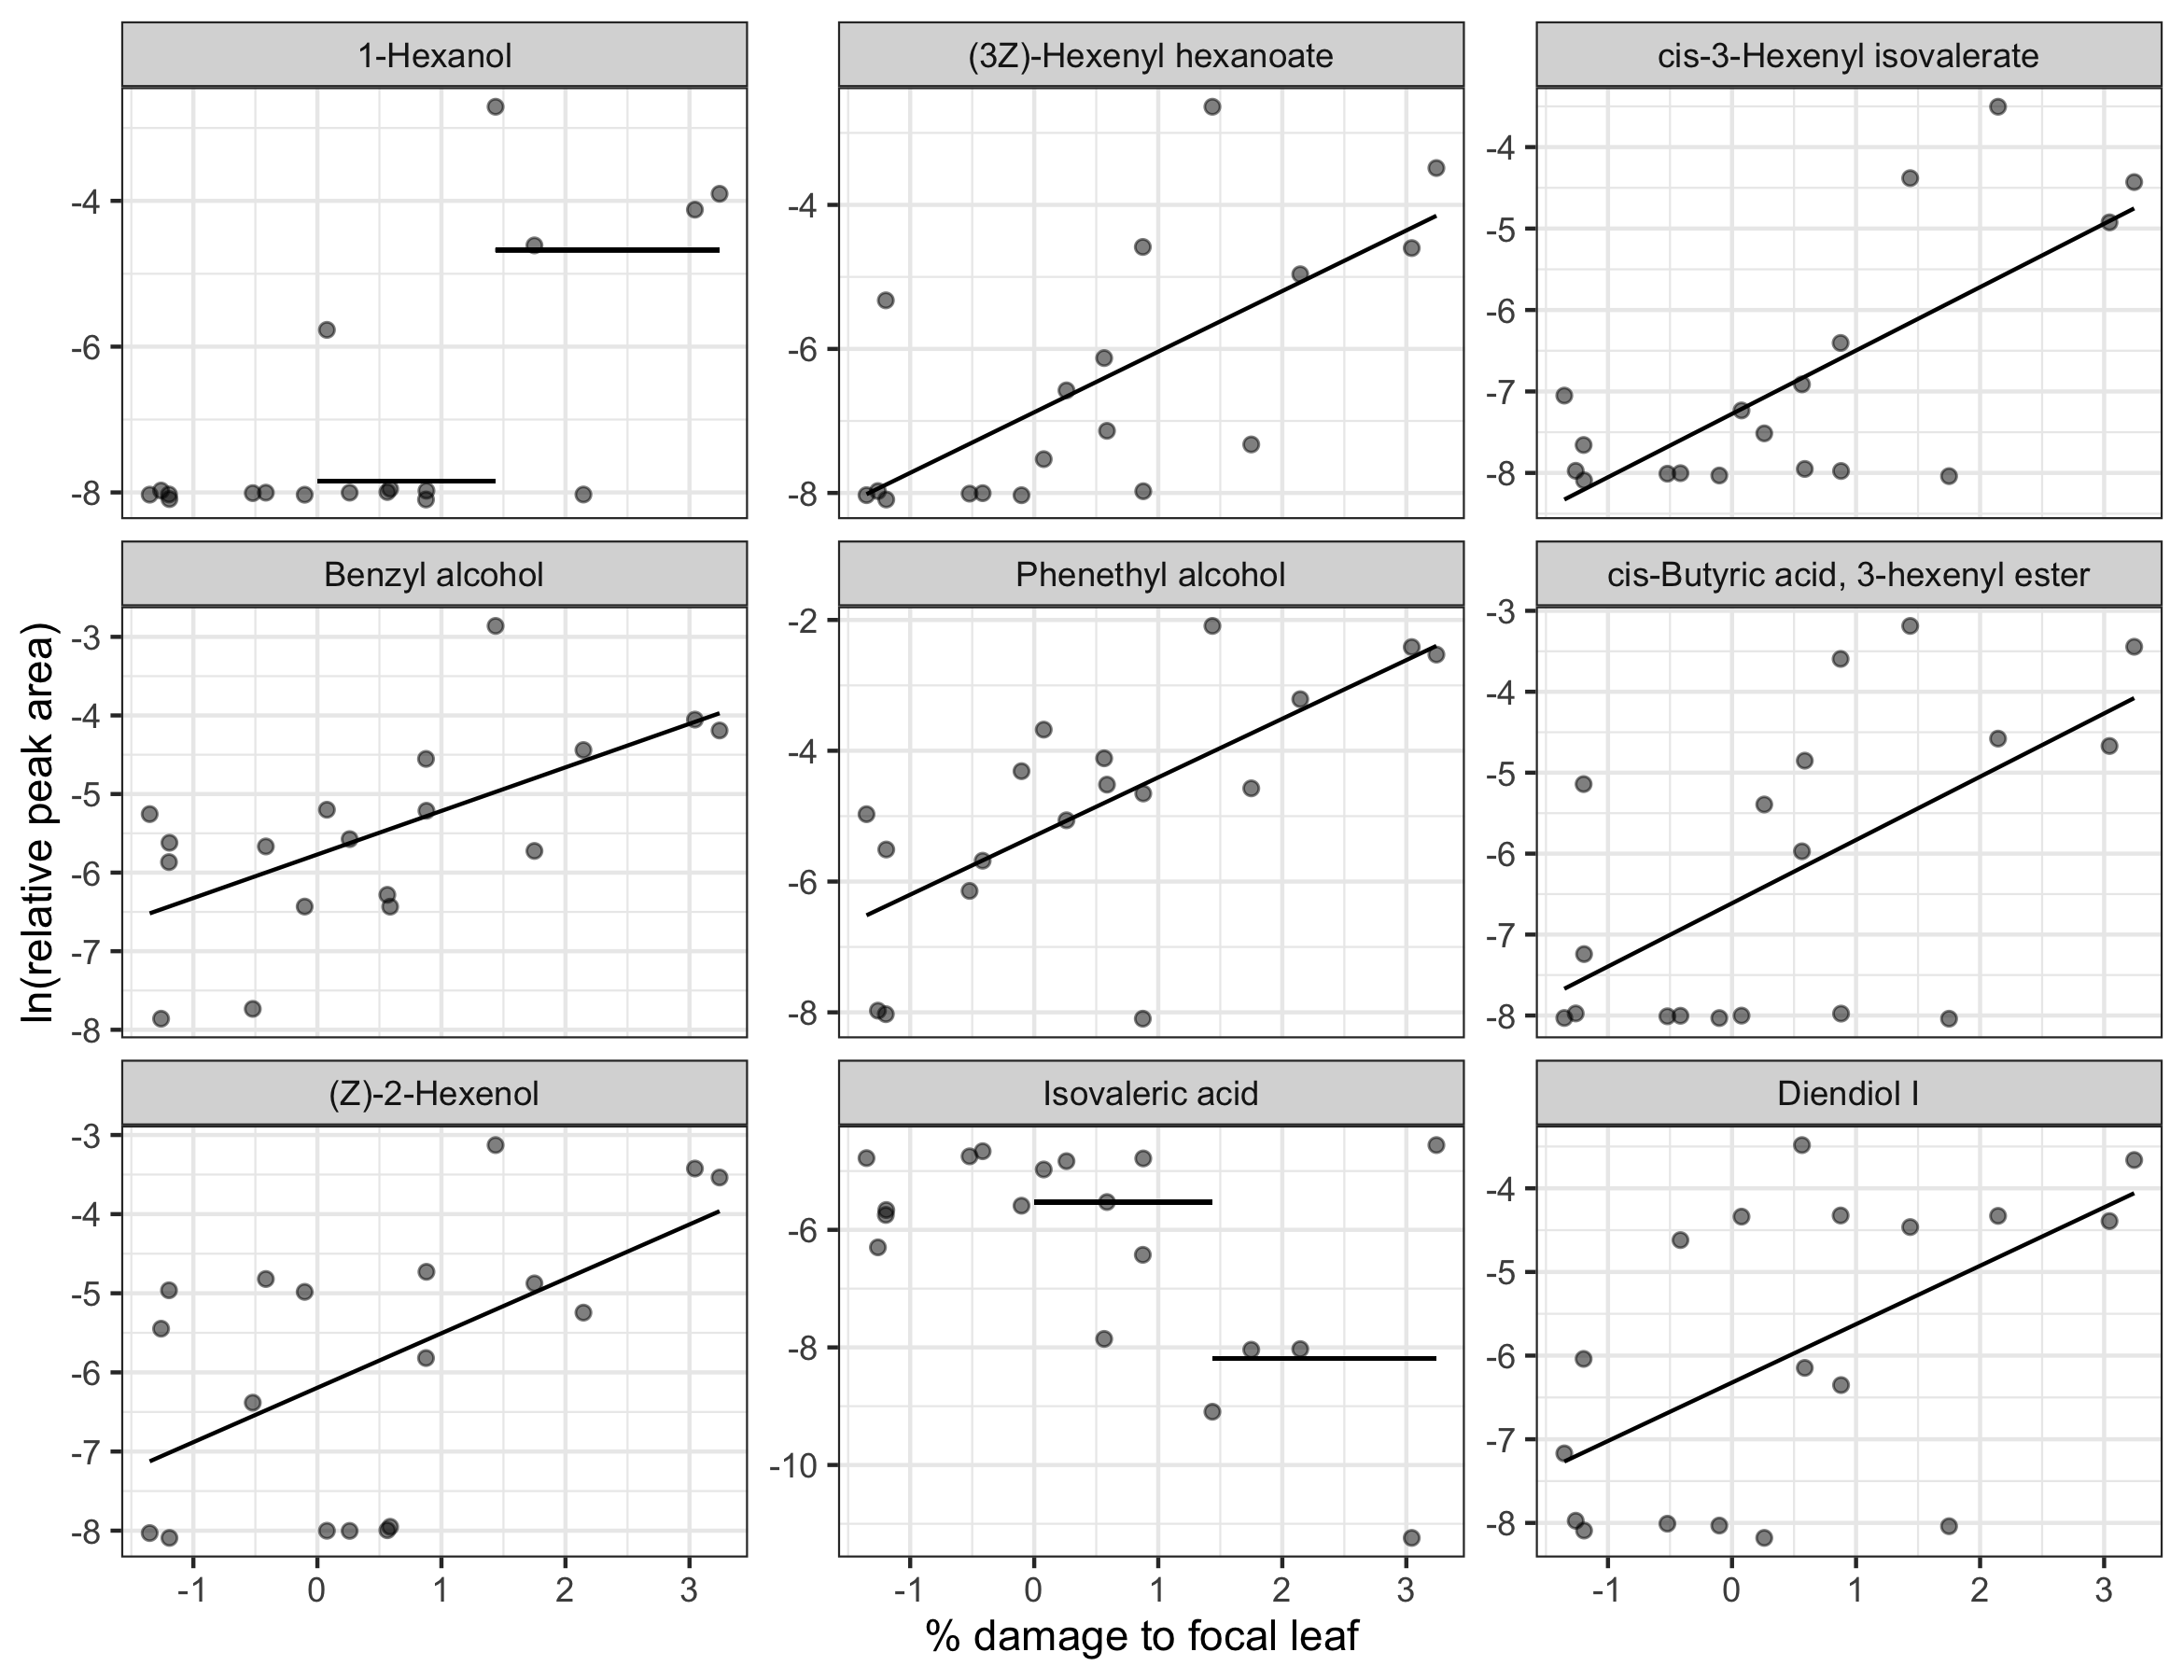 1-Hexanol
(3Z)-Hexenyl hexanoate
cis-3-Hexenyl isovalerate
-4
-6
-8
-4
-6
-8
-4
-5
-6
-7
-8
Benzyl alcohol
Phenethyl alcohol
cis-Butyric acid, 3-hexenyl ester
ln(relative peak area)
-3
-4
-5
-6
-7
-8
-2
-4
-6
-8
-3
-4
-5
-6
-7
-8
(Z)-2-Hexenol
Isovaleric acid
Diendiol I
-3
-4
-5
-6
-7
-8
-6
-8
-10
-4
-5
-6
-7
-8
-1 0 1 2 3
-1 0 1 2 3
-1 0 1 2 3
% damage to focal leaf